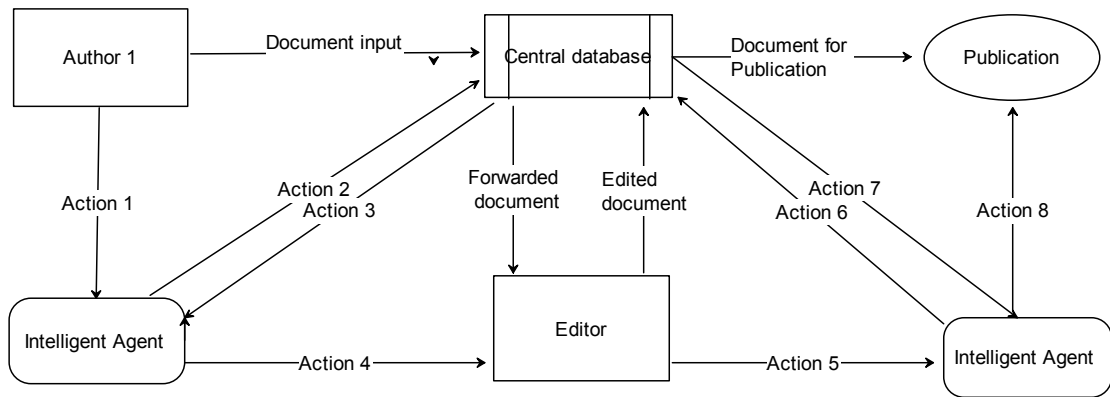 Author 1
Document input
Central database
Document for
Publication
Publication
Action 1
Action 2
Action 3
Forwarded
document
Edited
document
Action 7
Action 6
Action 8
Intelligent Agent
Action 4
Editor
Action 5
Intelligent Agent